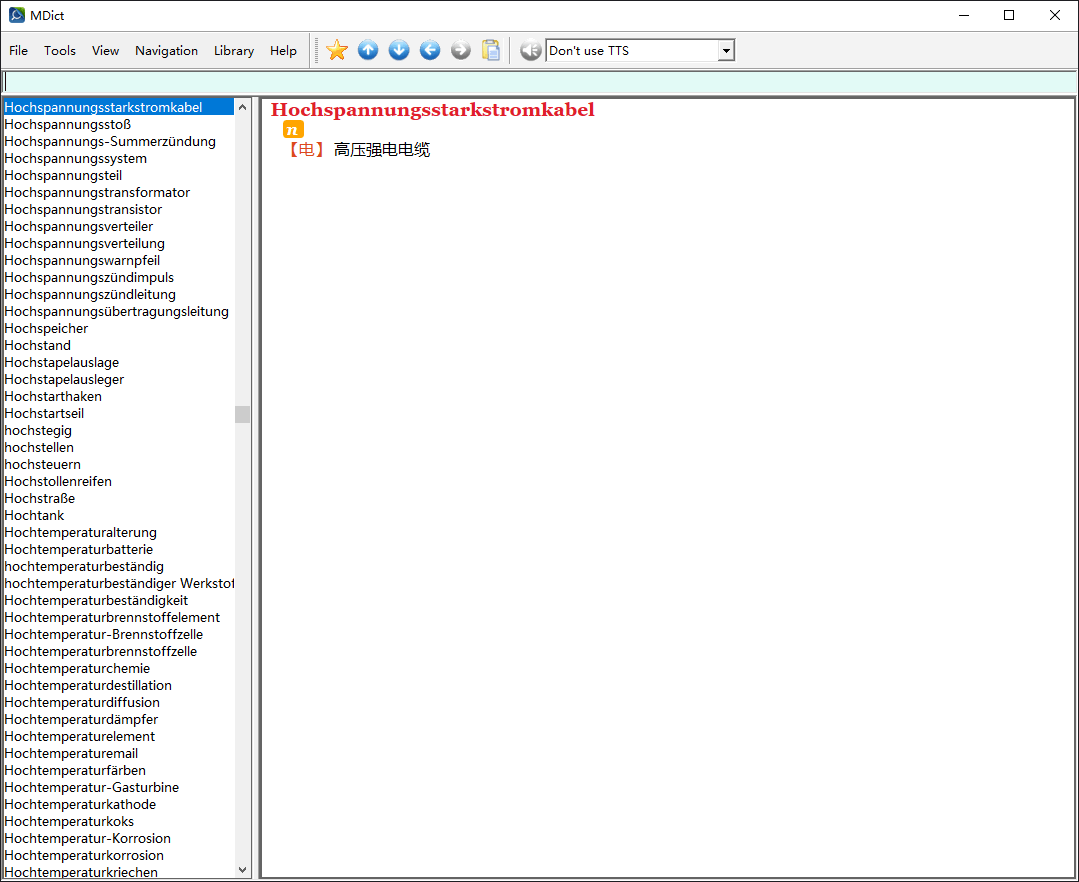 MDict
File Tools View Navigation Library Help Don't use TTS
Hochspannungsstarkstromkabel
Hochspannungsstoß
Hochspannungs-Summerzündung
Hochspannungssystem
Hochspannungsteil
Hochspannungstransformator
Hochspannungstransistor
Hochspannungsverteiler
Hochspannungsverteilung
Hochspannungswarnpfeil
Hochspannungszündimpuls
Hochspannungszündleitung
Hochspannungsübertragungsleitung
Hochspeicher
Hochstand
Hochstapelauslage
Hochstapelausleger
Hochstarthaken
Hochstartseil
hochstegig
hochstellen
hochsteuern
Hochstollenreifen
Hochstraße
Hochtank
Hochtemperaturalterung
Hochtemperaturbatterie
hochtemperaturbeständig
hochtemperaturbeständiger Werkstof
Hochtemperaturbeständigkeit
Hochtemperaturbrennstoffelement
Hochtemperatur-Brennstoffzelle
Hochtemperaturbrennstoffzelle
Hochtemperaturchemie
Hochtemperaturdestillation
Hochtemperaturdiffusion
Hochtemperaturdämpfer
Hochtemperaturelement
Hochtemperaturemail
Hochtemperaturfärben
Hochtemperatur-Gasturbine
Hochtemperaturkathode
Hochtemperaturkoks
Hochtemperatur-Korrosion
Hochtemperaturkorrosion
Hochtemperaturkriechen
Hochspannungsstarkstromkabel
n
【电】高压强电电缆